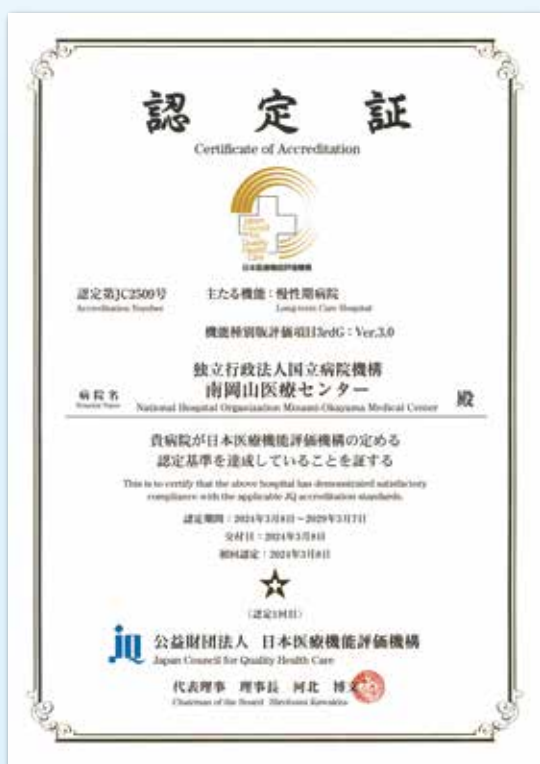 認定証
Certificate of Accreditation
Japan
Council
for
Quality
Health
Care
日本医療機能評価機構
認定第JC2509号 主たる機能：慢性期病院
Accreditation Number Long-term Care Hospital
機能種別版評価項目3rdG：Ver.3.0
独立行政法人国立病院機構
病院名 南岡山医療センター 殿
Hospital Name National Hospital Organization Minami-Okayama Medical Center
貴病院が日本医療機能評価機構の定める
認定基準を達成していることを証する
This is to certify that the above hospital has demonstrated satisfactory
compliance with the applicable JQ accreditation standards.
認定期間：2024年3月8日～2029年3月7日
交付日：2024年3月8日
初回認定：2024年3月8日
（認定1回目）
JQ 公益財団法人 日本医療機能評価機構
Japan Council for Quality Health Care
代表理事 理事長 河北 博文
Chairman of the Board Hirobumi Kawakita